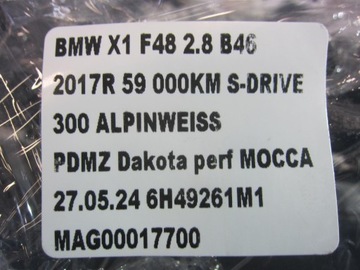 BMW X1 F48 2.8 B46
2017R 59 000KM S-DRIVE
300 ALPINWEISS
PDMZ Dakota perf MOCCA
27.05.24 6H49261M1
MAG00017700